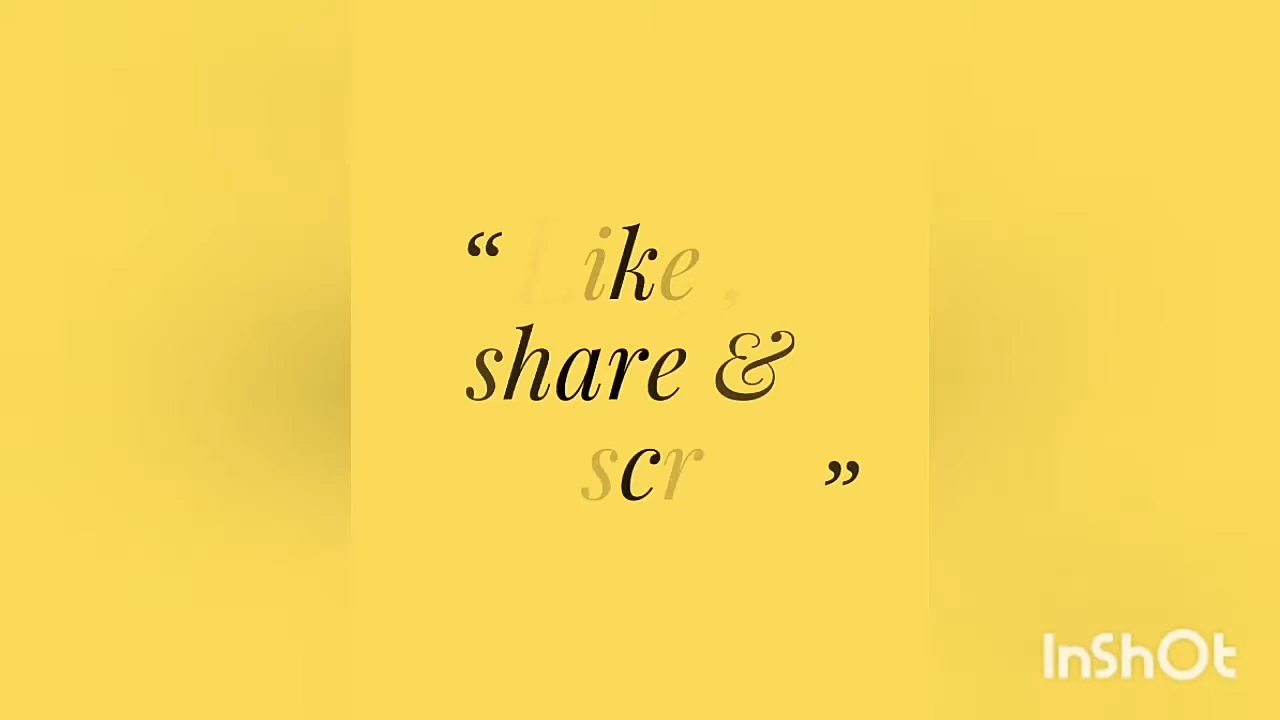 “ Like ,
share &
scr ”
InShOt